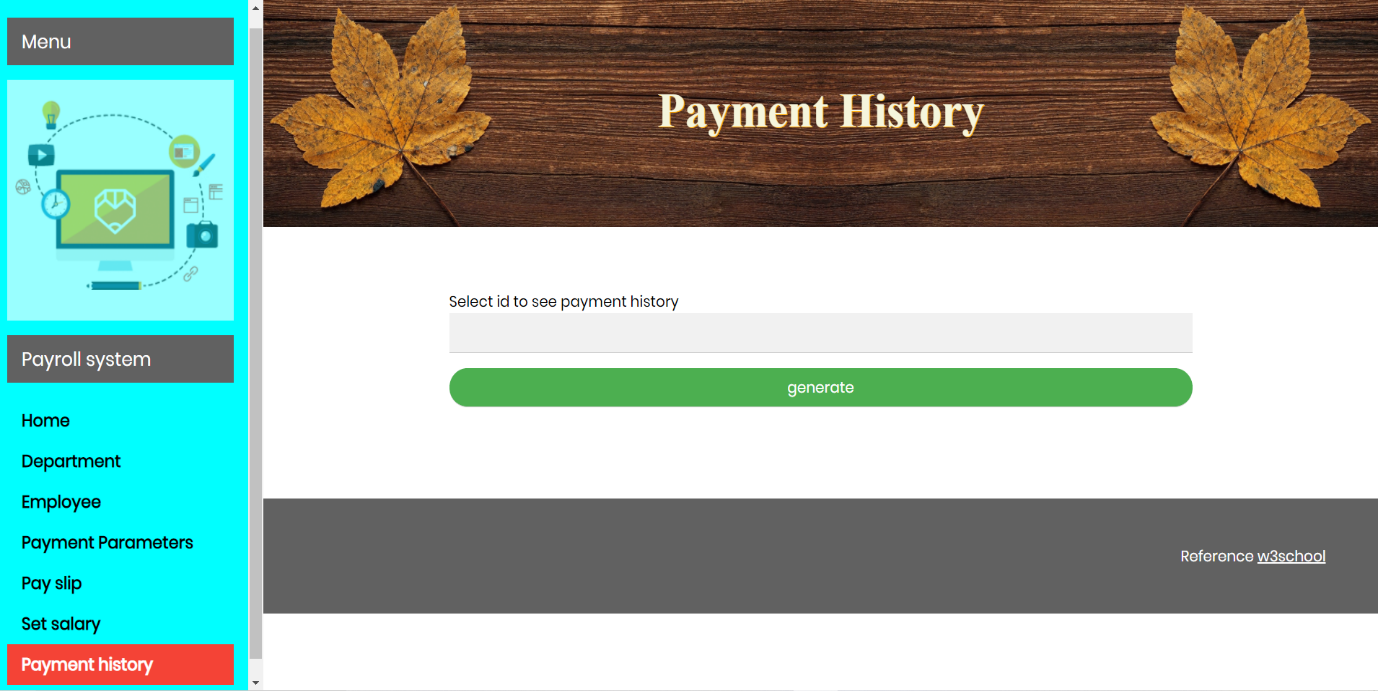 Menu
Payroll system
Home
Department
Employee
Payment Parameters
Pay slip
Set salary
Payment history
Payment History
Select id to see payment history
generate
Reference w3school